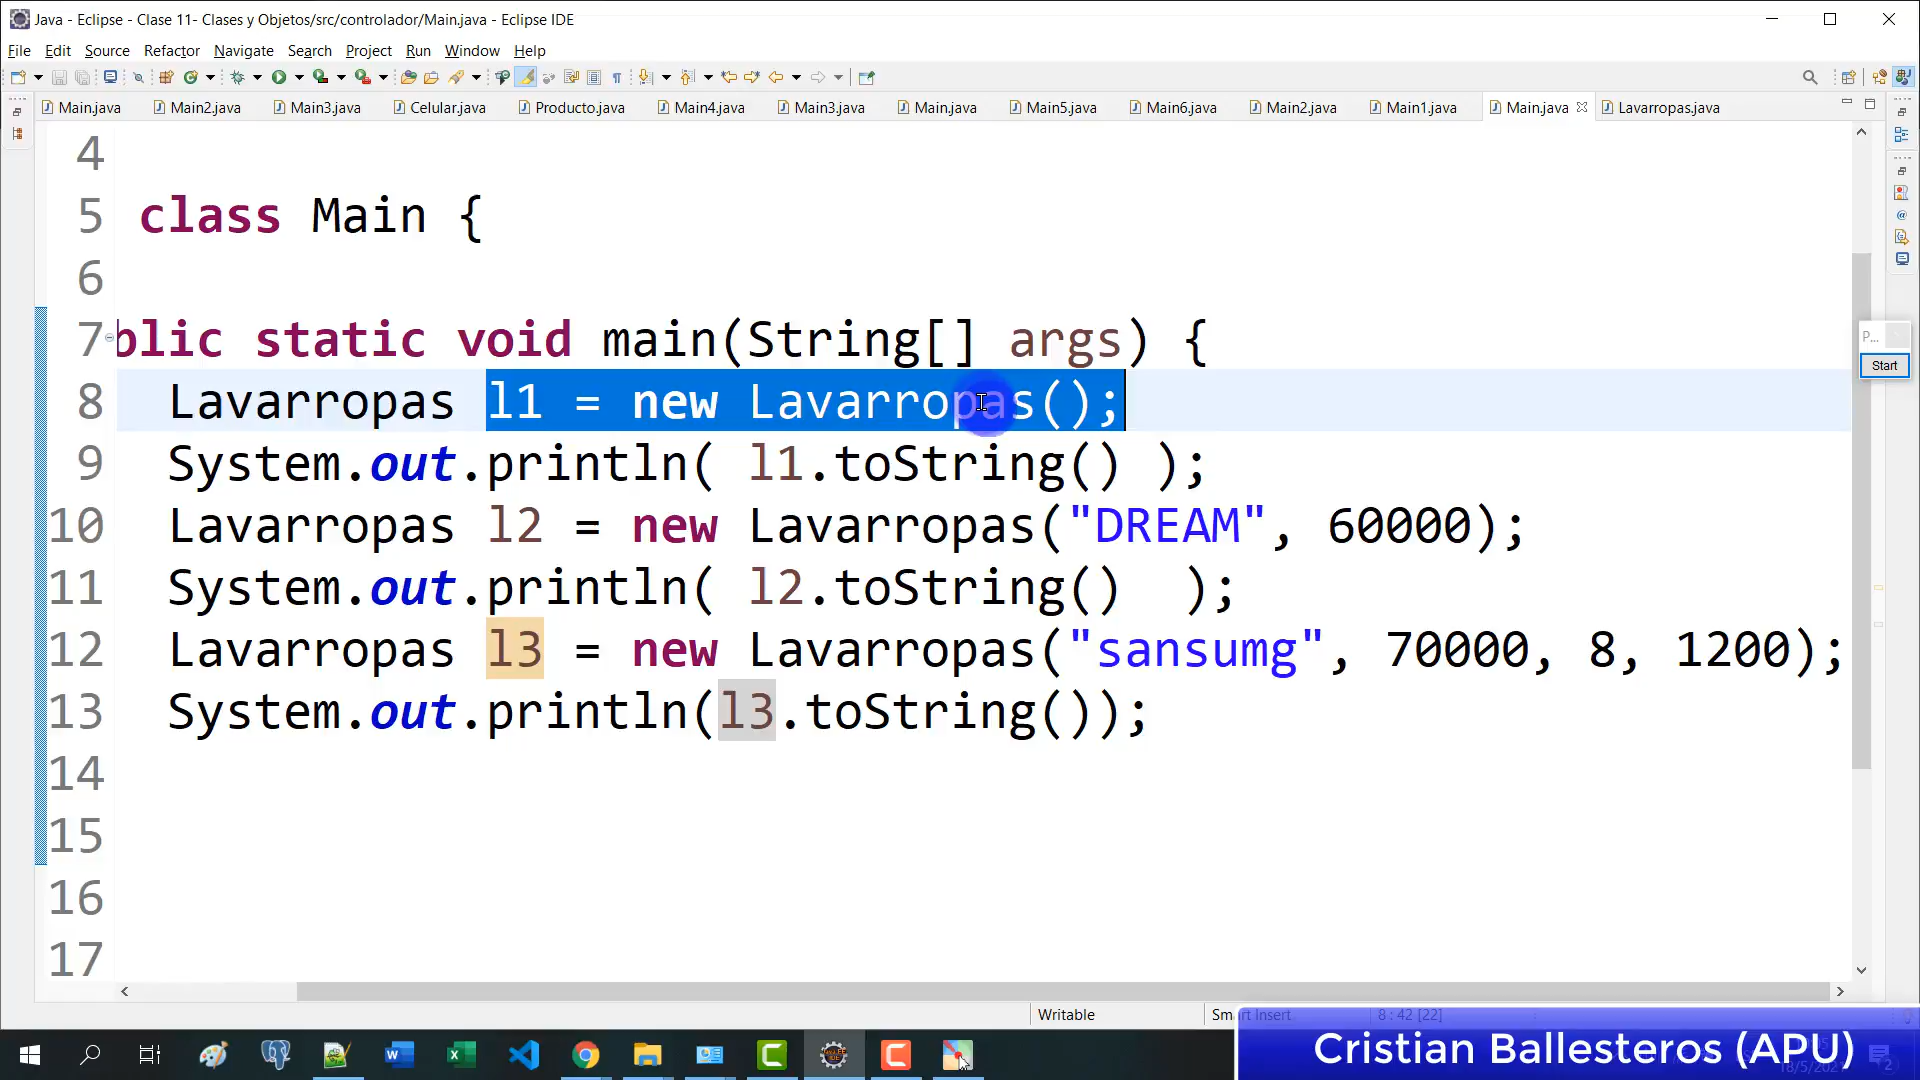 Java - Eclipse - Clase 11- Clases y Objetos/src/controlador/Main.java - Eclipse IDE
File Edit Source Refactor Navigate Search Project Run Window Help
Main.java Main2.java Main3.java Celular.java Producto.java Main4.java Main3.java Main.java Main5.java Main6.java Main2.java Main1.java Main.java Lavarropas.java
4
5 class Main {
6
7 blic static void main(String[] args) {
8 Lavarropas l1 = new Lavarropas();
9 System.out.println( l1.toString() );
10 Lavarropas l2 = new Lavarropas("DREAM", 60000);
11 System.out.println( l2.toString()  );
12 Lavarropas l3 = new Lavarropas("sansumg", 70000, 8, 1200);
13 System.out.println(l3.toString());
14
15
16
17
P...
Start
Writable Smart Insert 8 : 42 [22]
Cristian Ballesteros (APU)